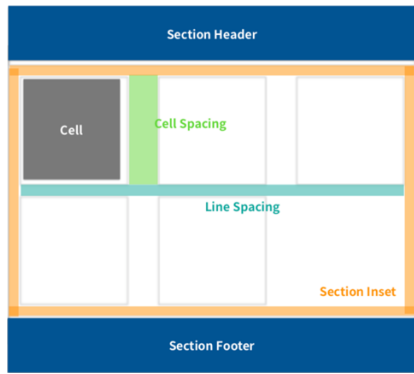 Section Header
Cell
Cell Spacing
Line Spacing
Section Inset
Section Footer